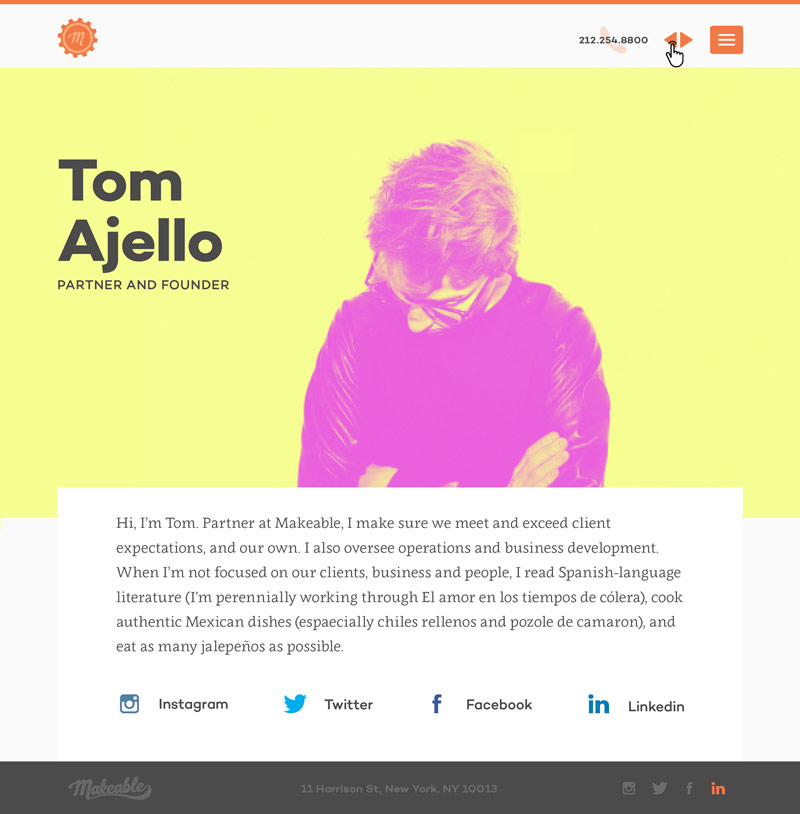 m
212.254.8800
Tom
Ajello
PARTNER AND FOUNDER
Hi, I'm Tom. Partner at Makeable, I make sure we meet and exceed client
expectations, and our own. I also oversee operations and business development.
When I'm not focused on our clients, business and people, I read Spanish-language
literature (I'm perennially working through El amor en los tiempos de cólera), cook
authentic Mexican dishes (espaecially chiles rellenos and pozole de camaron), and
eat as many jalepeños as possible.
Instagram Twitter f Facebook in Linkedin
Makeable 11 Harrison St, New York, NY 10013 f in